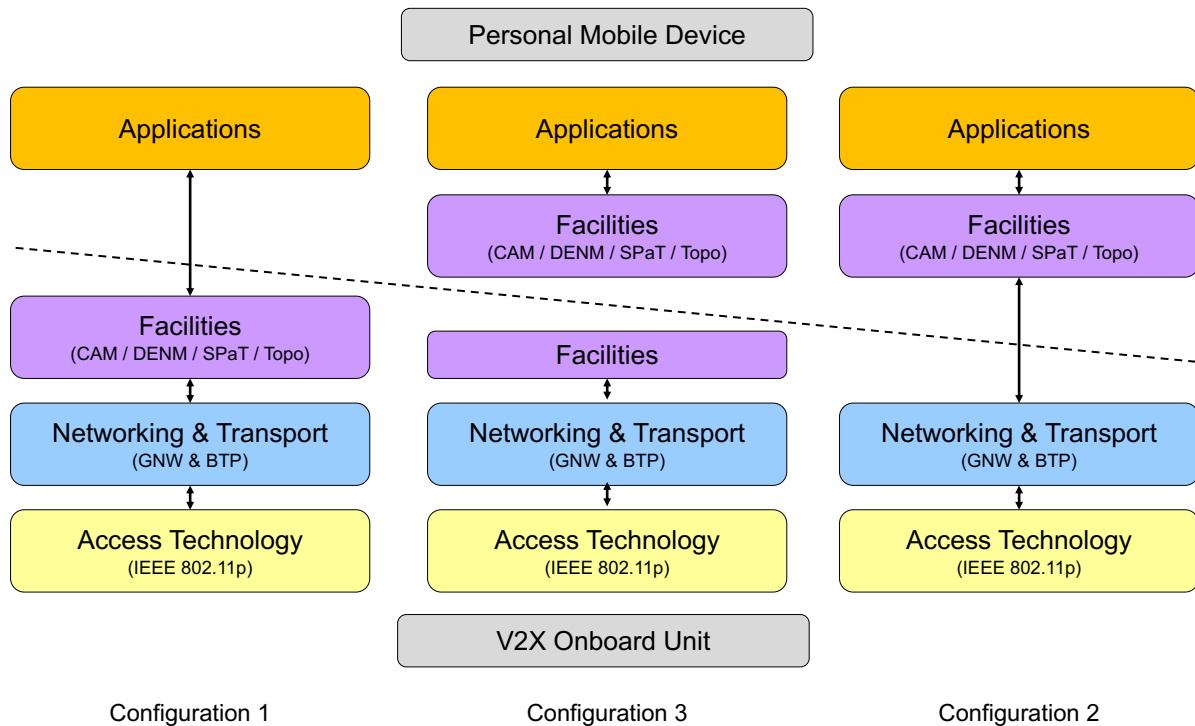 Personal Mobile Device
Applications
Applications
Applications
Facilities
(CAM / DENM / SPaT / Topo)
Facilities
(CAM / DENM / SPaT / Topo)
Facilities
(CAM / DENM / SPaT / Topo)
Facilities
Networking & Transport
(GNW & BTP)
Networking & Transport
(GNW & BTP)
Networking & Transport
(GNW & BTP)
Access Technology
(IEEE 802.11p)
Access Technology
(IEEE 802.11p)
Access Technology
(IEEE 802.11p)
V2X Onboard Unit
Configuration 1
Configuration 3
Configuration 2